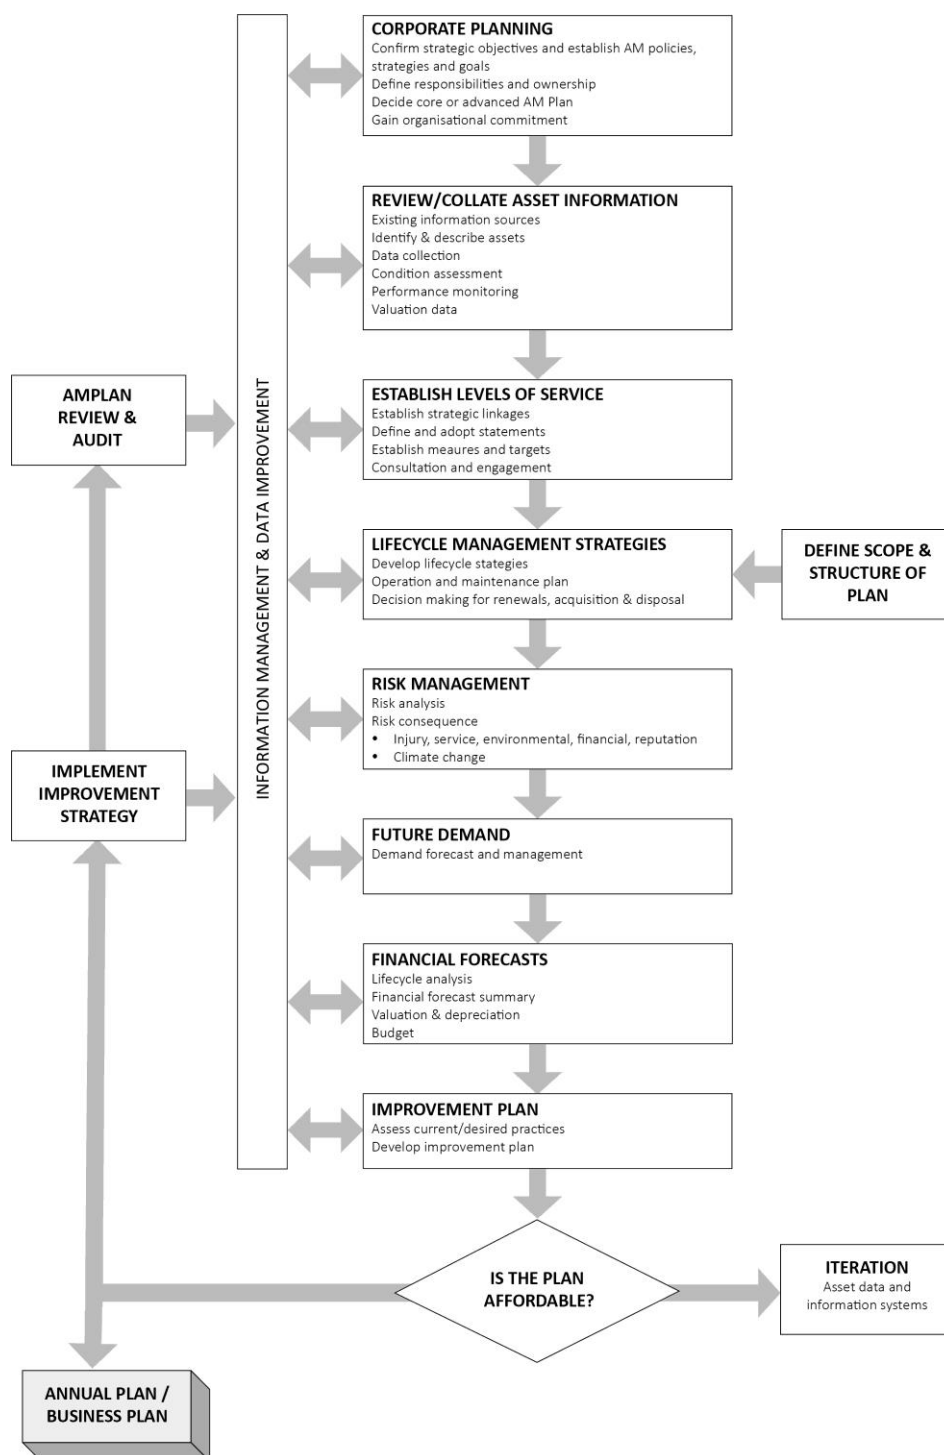 CORPORATE PLANNING
Confirm strategic objectives and establish AM policies,
strategies and goals
Define responsibilities and ownership
Decide core or advanced AM Plan
Gain organisational commitment
REVIEW/COLLATE ASSET INFORMATION
Existing information sources
Identify & describe assets
Data collection
Condition assessment
Performance monitoring
Valuation data
INFORMATION MANAGEMENT & DATA IMPROVEMENT
AMPLAN
REVIEW &
AUDIT
ESTABLISH LEVELS OF SERVICE
Establish strategic linkages
Define and adopt statements
Establish measures and targets
Consultation and engagement
LIFECYCLE MANAGEMENT STRATEGIES
Develop lifecycle stategies
Operation and maintenance plan
Decision making for renewals, acquisition & disposal
DEFINE SCOPE &
STRUCTURE OF
PLAN
RISK MANAGEMENT
Risk analysis
Risk consequence
• Injury, service, environmental, financial, reputation
• Climate change
IMPLEMENT
IMPROVEMENT
STRATEGY
FUTURE DEMAND
Demand forecast and management
FINANCIAL FORECASTS
Lifecycle analysis
Financial forecast summary
Valuation & depreciation
Budget
IMPROVEMENT PLAN
Assess current/desired practices
Develop improvement plan
IS THE PLAN
AFFORDABLE?
ITERATION
Asset data and
information systems
ANNUAL PLAN /
BUSINESS PLAN